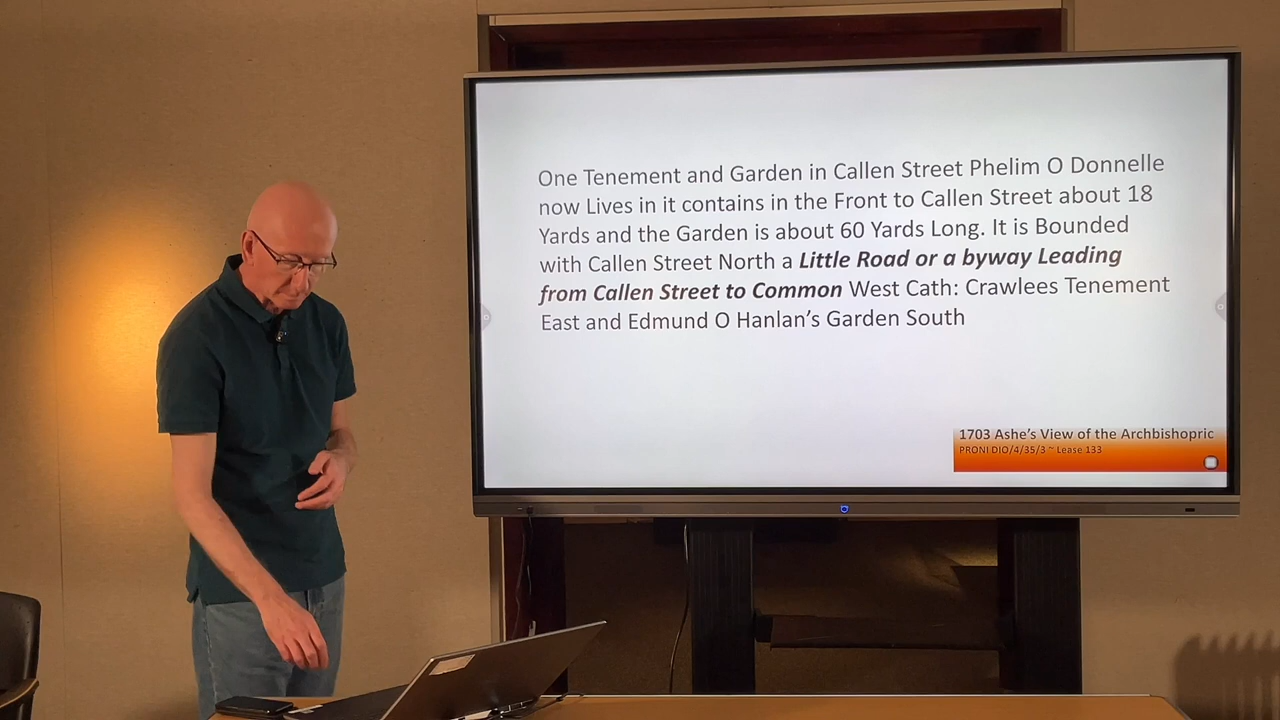 One Tenement and Garden in Callen Street Phelim O Donnelle
now Lives in it contains in the Front to Callen Street about 18
Yards and the Garden is about 60 Yards Long. It is Bounded
with Callen Street North a Little Road or a byway Leading
from Callen Street to Common West Cath: Crawlees Tenement
East and Edmund O Hanlan’s Garden South
1703 Ashe’s View of the Archbishopric
PRONI DIO/4/35/3 ~ Lease 133